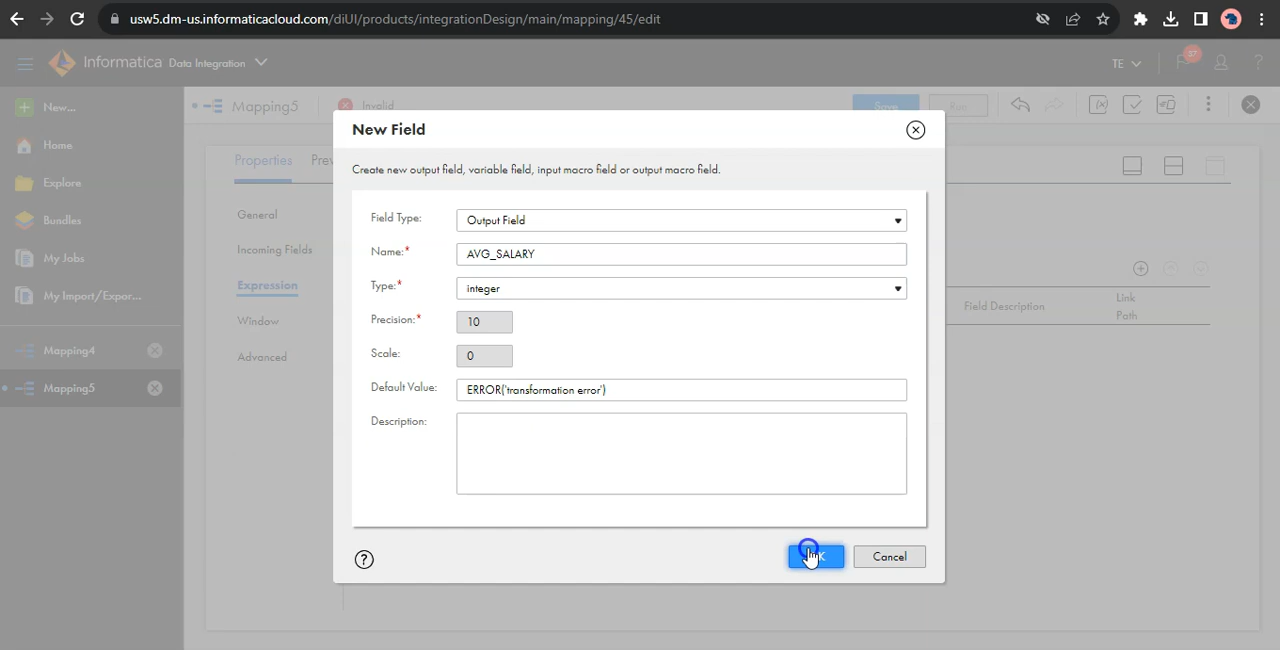 usw5.dm-us.informaticacloud.com/diUI/products/integrationDesign/main/mapping/45/edit
Informatica Data Integration
TE
37
?
New...
Mapping5
Invalid
Save
Run
Home
Explore
Bundles
My Jobs
My Import/Expor...
Mapping4
Mapping5
Properties
Prev
General
Incoming Fields
Expression
Window
Advanced
Field Description
Link
Path
New Field
Create new output field, variable field, input macro field or output macro field.
Field Type: Output Field
Name:* AVG_SALARY
Type:* integer
Precision:* 10
Scale: 0
Default Value: ERROR('transformation error')
Description:
?
Cancel